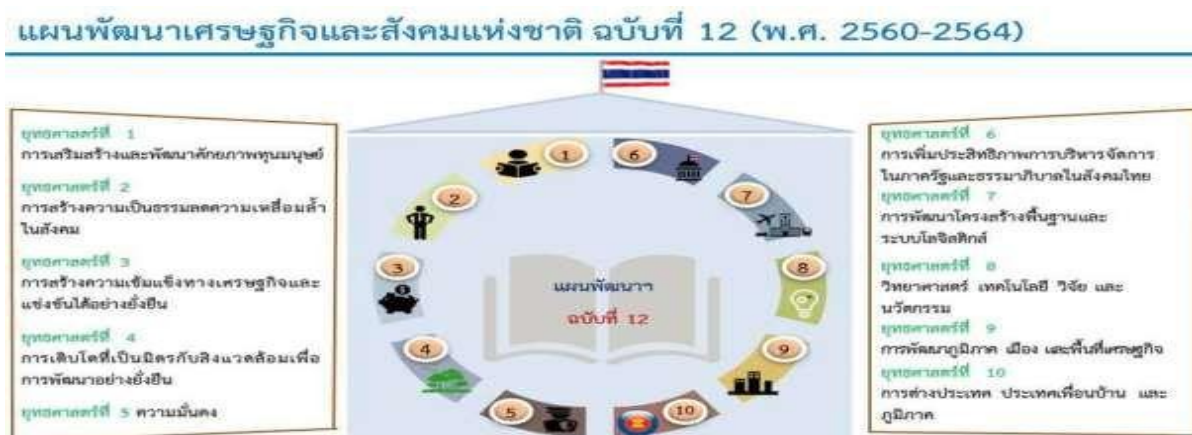 แผนพัฒนาเศรษฐกิจและสังคมแห่งชาติ ฉบับที่ 12 (พ.ศ. 2560-2564)
ยุทธศาสตร์ที่ 1
การเสริมสร้างและพัฒนาศักยภาพทุนมนุษย์
ยุทธศาสตร์ที่ 2
การสร้างความเป็นธรรมลดความเหลื่อมล้ำ
ในสังคม
ยุทธศาสตร์ที่ 3
การสร้างความเข้มแข็งทางเศรษฐกิจและ
แข่งขันได้อย่างยั่งยืน
ยุทธศาสตร์ที่ 4
การเติบโตที่เป็นมิตรกับสิ่งแวดล้อมเพื่อ
การพัฒนาอย่างยั่งยืน
ยุทธศาสตร์ที่ 5 ความมั่นคง
1
2
3
4
5
6
7
8
9
10
แผนพัฒนาฯ
ฉบับที่ 12
ยุทธศาสตร์ที่ 6
การเพิ่มประสิทธิภาพการบริหารจัดการ
ในภาครัฐและธรรมาภิบาลในสังคมไทย
ยุทธศาสตร์ที่ 7
การพัฒนาโครงสร้างพื้นฐานและ
ระบบโลจิสติกส์
ยุทธศาสตร์ที่ 8
วิทยาศาสตร์ เทคโนโลยี วิจัย และ
นวัตกรรม
ยุทธศาสตร์ที่ 9
การพัฒนาภูมิภาค เมือง และพื้นที่เศรษฐกิจ
ยุทธศาสตร์ที่ 10
การต่างประเทศ ประเทศเพื่อนบ้าน และ
ภูมิภาค